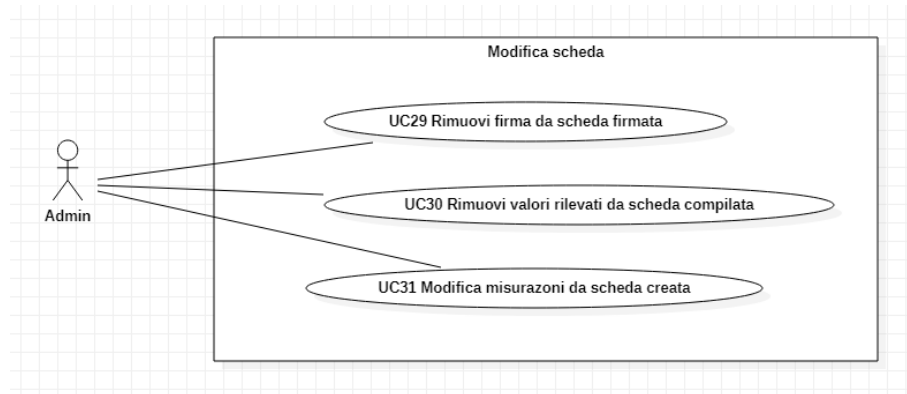 Modifica scheda
UC29 Rimuovi firma da scheda firmata
Admin
UC30 Rimuovi valori rilevati da scheda compilata
UC31 Modifica misurazoni da scheda creata